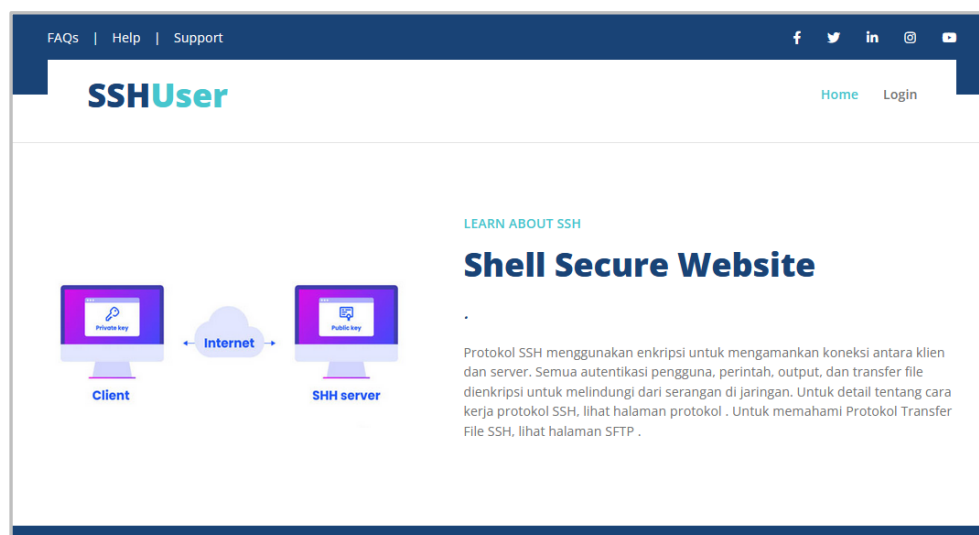 FAQs | Help | Support
SSHUser
Home Login
LEARN ABOUT SSH
Shell Secure Website
.
Private key
Public key
Internet
Client
SHH server
Protokol SSH menggunakan enkripsi untuk mengamankan koneksi antara klien
dan server. Semua autentikasi pengguna, perintah, output, dan transfer file
dienkripsi untuk melindungi dari serangan di jaringan. Untuk detail tentang cara
kerja protokol SSH, lihat halaman protokol . Untuk memahami Protokol Transfer
File SSH, lihat halaman SFTP .